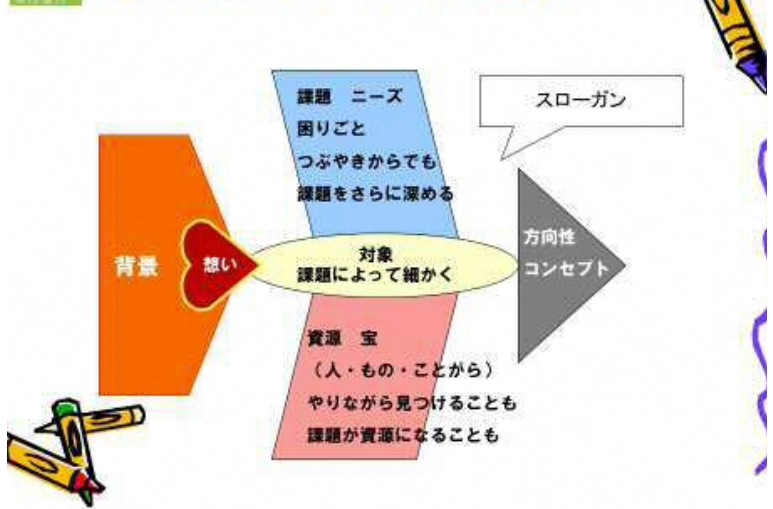 課題　ニーズ
困りごと
つぶやきからでも
課題をさらに深める
スローガン
背景
想い
対象
課題によって細かく
方向性
コンセプト
資源　宝
（人・もの・ことがら）
やりながら見つけることも
課題が資源になることも